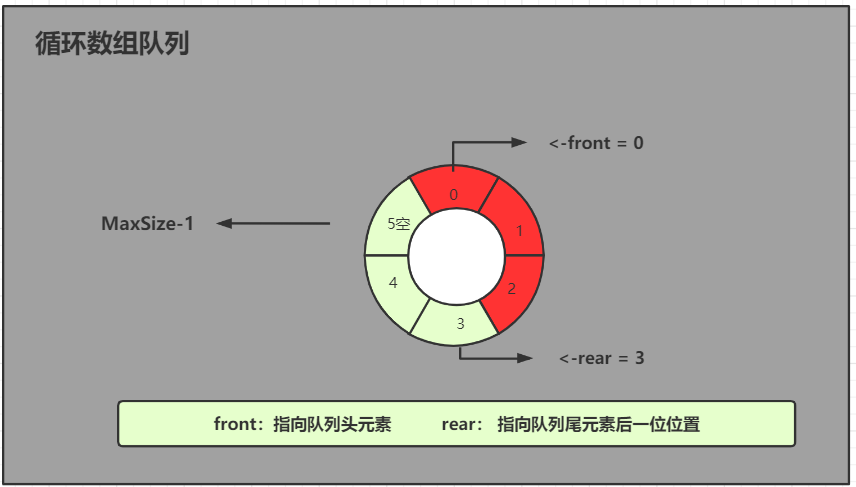 循环数组队列
<-front = 0
0
MaxSize-1
5空
1
4
2
3
<-rear = 3
front：指向队列头元素 rear： 指向队列尾元素后一位位置